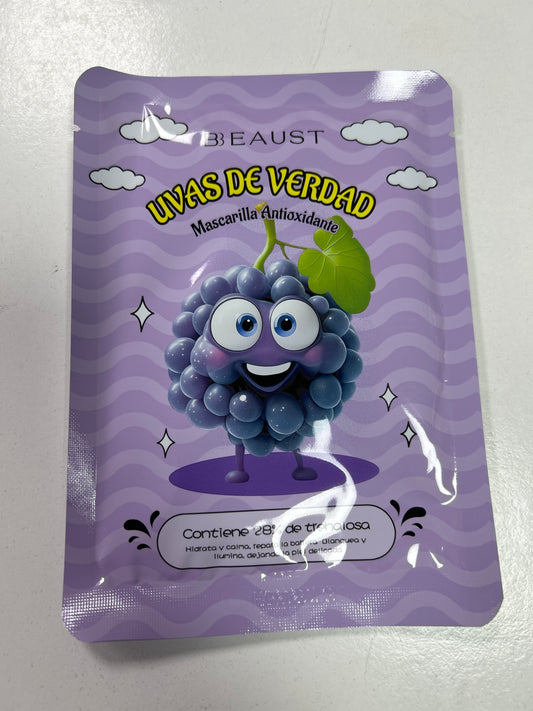 BEAUST
UVAS DE VERDAD
Mascarilla Antioxidante
Contiene 28% de trehalosa
Hidrata y calma, repara la barrera. Blanquea y
ilumina, dejando la piel delicada